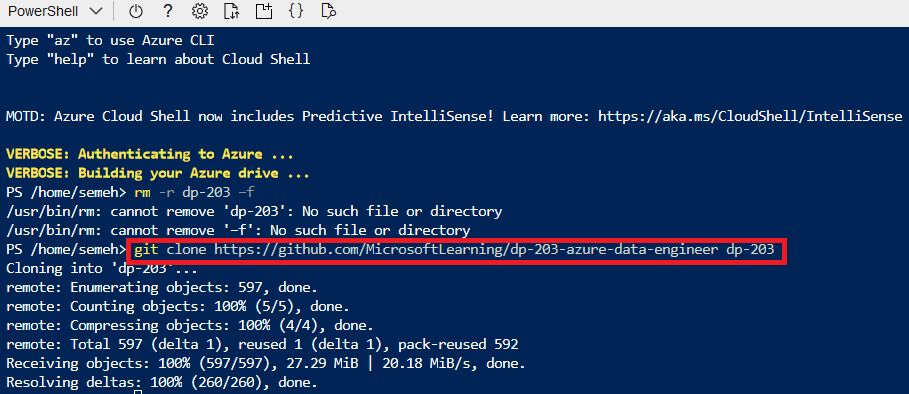 PowerShell
Type "az" to use Azure CLI
Type "help" to learn about Cloud Shell
MOTD: Azure Cloud Shell now includes Predictive IntelliSense! Learn more: https://aka.ms/CloudShell/IntelliSense
VERBOSE: Authenticating to Azure ...
VERBOSE: Building your Azure drive ...
PS /home/semeh> rm -r dp-203 –f
/usr/bin/rm: cannot remove 'dp-203': No such file or directory
/usr/bin/rm: cannot remove '–f': No such file or directory
PS /home/semeh> git clone https://github.com/MicrosoftLearning/dp-203-azure-data-engineer dp-203
Cloning into 'dp-203'...
remote: Enumerating objects: 597, done.
remote: Counting objects: 100% (5/5), done.
remote: Compressing objects: 100% (4/4), done.
remote: Total 597 (delta 1), reused 1 (delta 1), pack-reused 592
Receiving objects: 100% (597/597), 27.29 MiB | 20.18 MiB/s, done.
Resolving deltas: 100% (260/260), done.